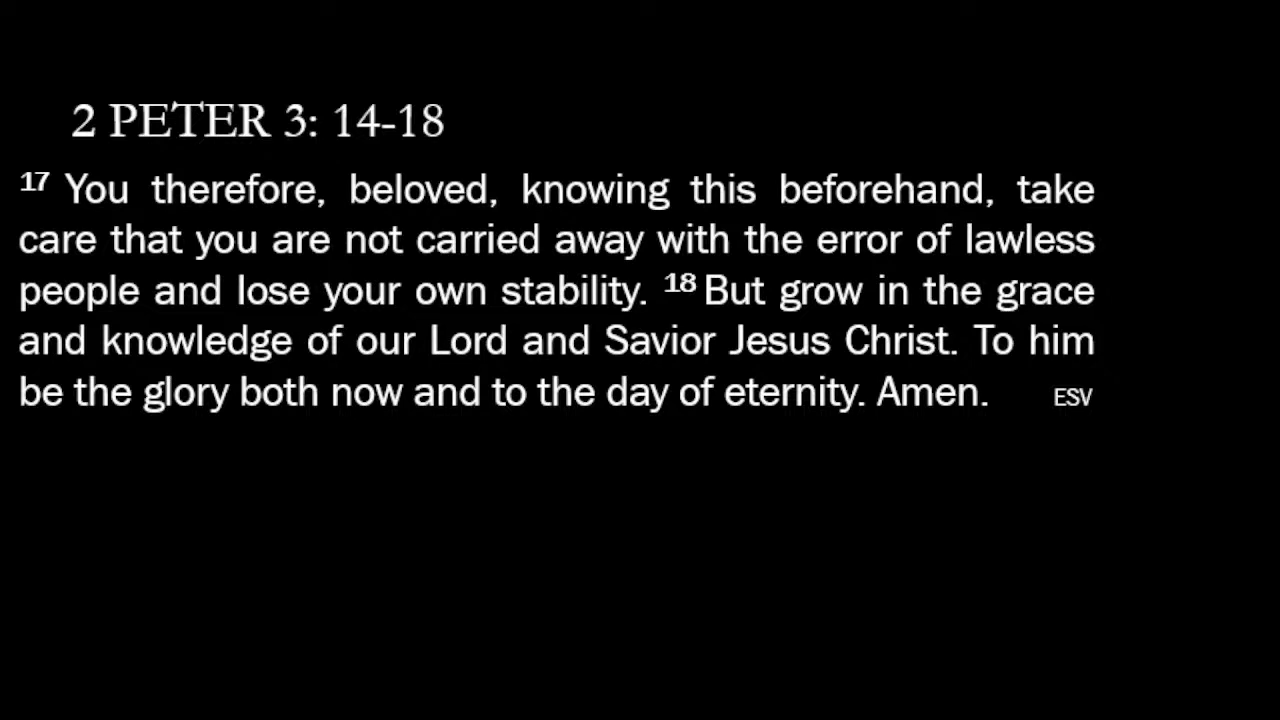 2 PETER 3: 14-18
17 You therefore, beloved, knowing this beforehand, take
care that you are not carried away with the error of lawless
people and lose your own stability. 18 But grow in the grace
and knowledge of our Lord and Savior Jesus Christ. To him
be the glory both now and to the day of eternity. Amen. ESV